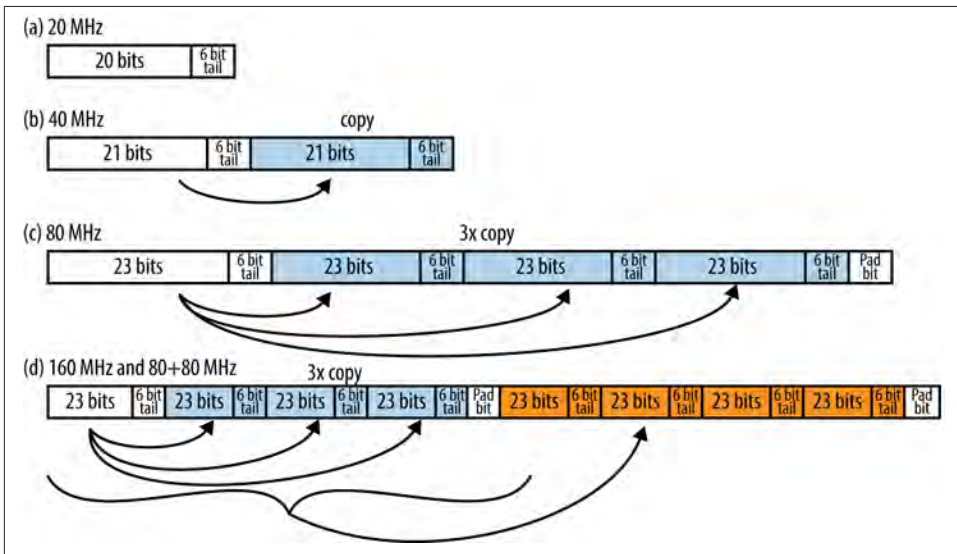 (a) 20 MHz
20 bits
6 bit
tail
(b) 40 MHz
copy
21 bits
6 bit
tail
21 bits
6 bit
tail
(c) 80 MHz
3x copy
23 bits
6 bit
tail
23 bits
6 bit
tail
23 bits
6 bit
tail
23 bits
6 bit
tail
Pad
bit
(d) 160 MHz and 80+80 MHz
3x copy
23 bits
6 bit
tail
23 bits
6 bit
tail
23 bits
6 bit
tail
23 bits
6 bit
tail
Pad
bit
23 bits
6 bit
tail
23 bits
6 bit
tail
23 bits
6 bit
tail
23 bits
6 bit
tail
Pad
bit